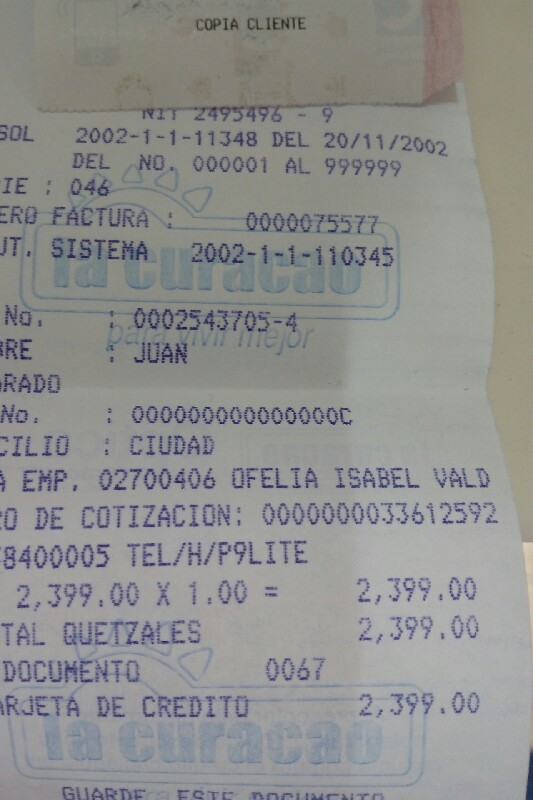 COPIA CLIENTE
NIT 2495496 - 9
SOL 2002-1-1-11348 DEL 20/11/2002
DEL NO. 000001 AL 999999
IE : 046
ERO FACTURA : 0000075577
UT. SISTEMA 2002-1-1-110345
la curacao
No. : 0002543705-4
para vivir mejor
BRE : JUAN
GRADO
No. : 000000000000000C
CILIO : CIUDAD
A EMP. 02700406 OFELIA ISABEL VALD
RO DE COTIZACION: 0000000033612592
8400005 TEL/H/P9LITE
2,399.00 X 1.00 = 2,399.00
TAL QUETZALES 2,399.00
DOCUMENTO 0067
ARJETA DE CREDITO 2,399.00
la curacao
GUARDE ESTE DOCUMENTO